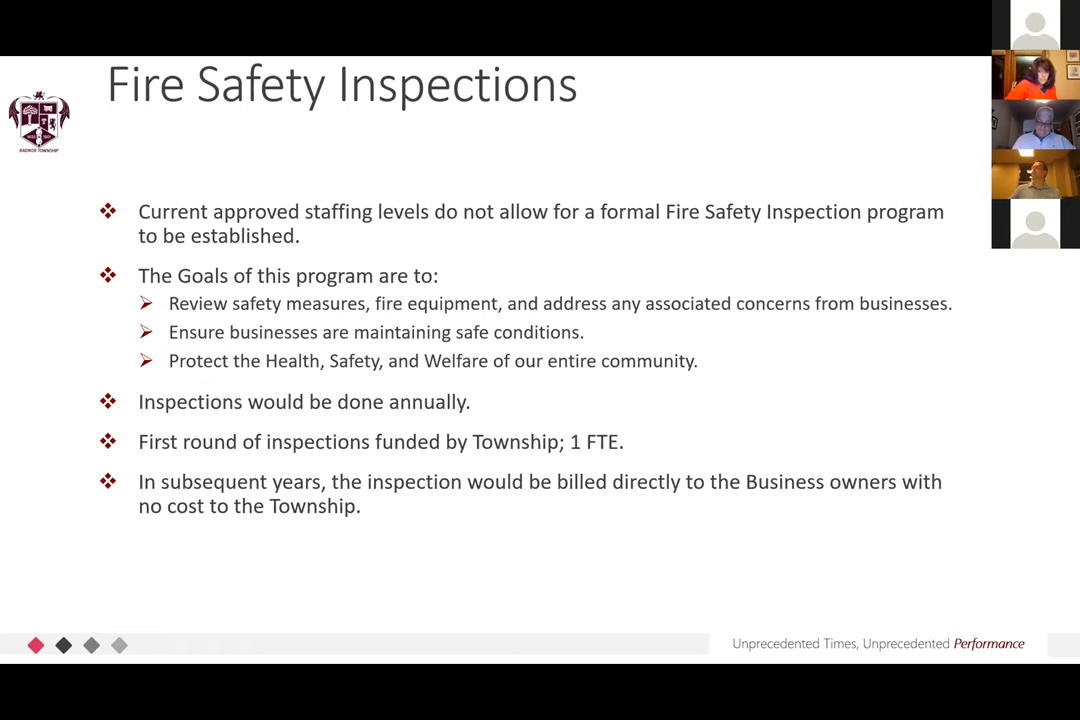 Fire Safety Inspections
RADNOR TOWNSHIP
Current approved staffing levels do not allow for a formal Fire Safety Inspection program
to be established.
The Goals of this program are to:
Review safety measures, fire equipment, and address any associated concerns from businesses.
Ensure businesses are maintaining safe conditions.
Protect the Health, Safety, and Welfare of our entire community.
Inspections would be done annually.
First round of inspections funded by Township; 1 FTE.
In subsequent years, the inspection would be billed directly to the Business owners with
no cost to the Township.
Unprecedented Times, Unprecedented Performance